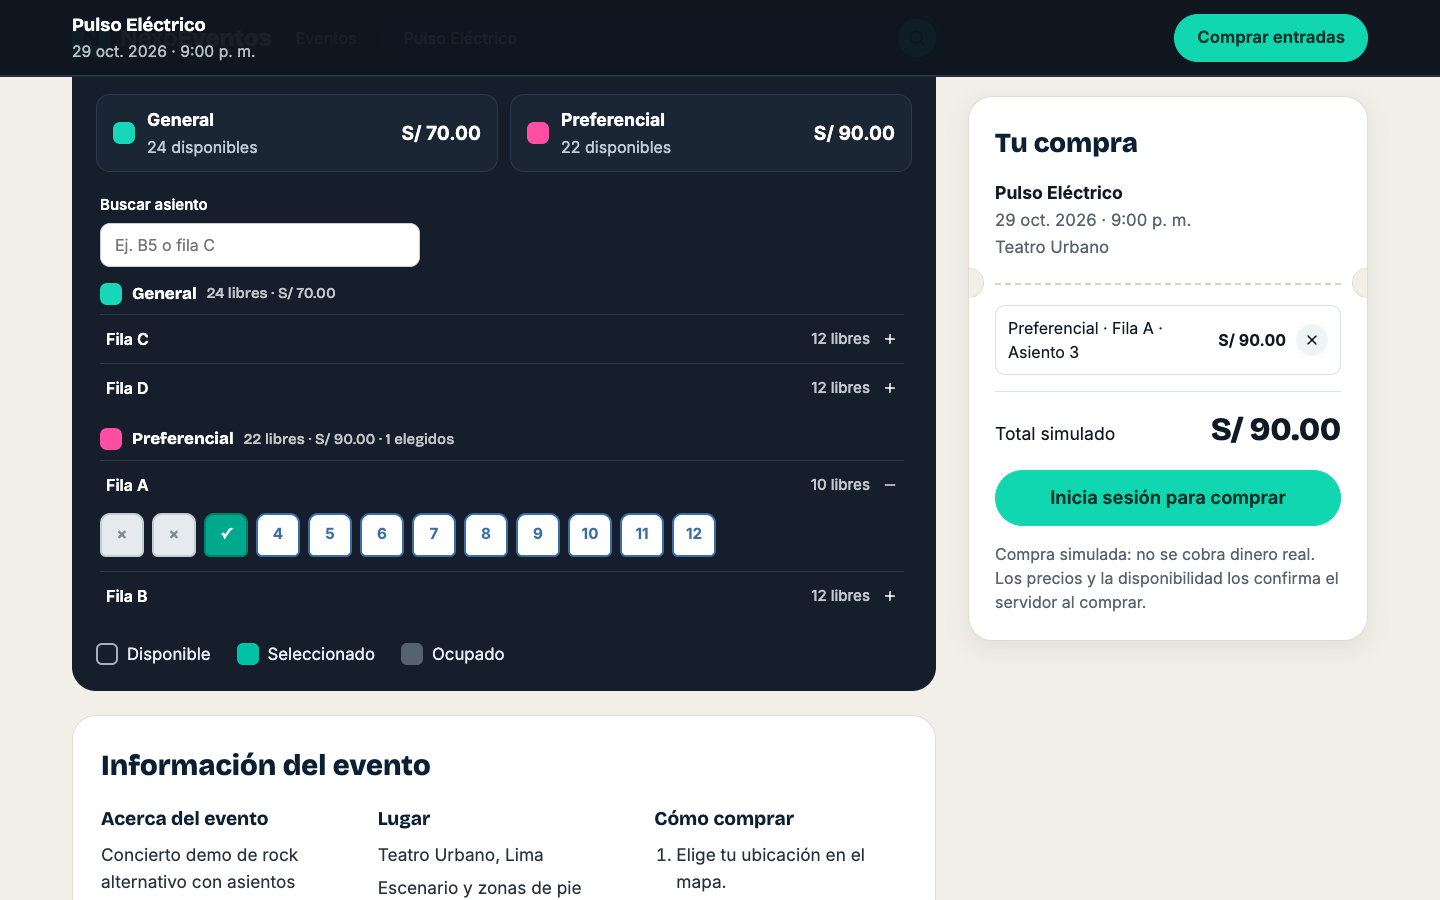 Pulso Eléctrico
29 oct. 2026 · 9:00 p. m.
NexoEventos
Eventos
Pulso Eléctrico
Comprar entradas
General
24 disponibles
S/ 70.00
Preferencial
22 disponibles
S/ 90.00
Buscar asiento
Ej. B5 o fila C
General 24 libres · S/ 70.00
Fila C 12 libres +
Fila D 12 libres +
Preferencial 22 libres · S/ 90.00 · 1 elegidos
Fila A 10 libres −
× × ✓ 4 5 6 7 8 9 10 11 12
Fila B 12 libres +
Disponible Seleccionado Ocupado
Información del evento
Acerca del evento
Concierto demo de rock
alternativo con asientos
Lugar
Teatro Urbano, Lima
Escenario y zonas de pie
Cómo comprar
1. Elige tu ubicación en el
mapa.
Tu compra
Pulso Eléctrico
29 oct. 2026 · 9:00 p. m.
Teatro Urbano
Preferencial · Fila A ·
Asiento 3
S/ 90.00 ×
Total simulado S/ 90.00
Inicia sesión para comprar
Compra simulada: no se cobra dinero real.
Los precios y la disponibilidad los confirma el
servidor al comprar.